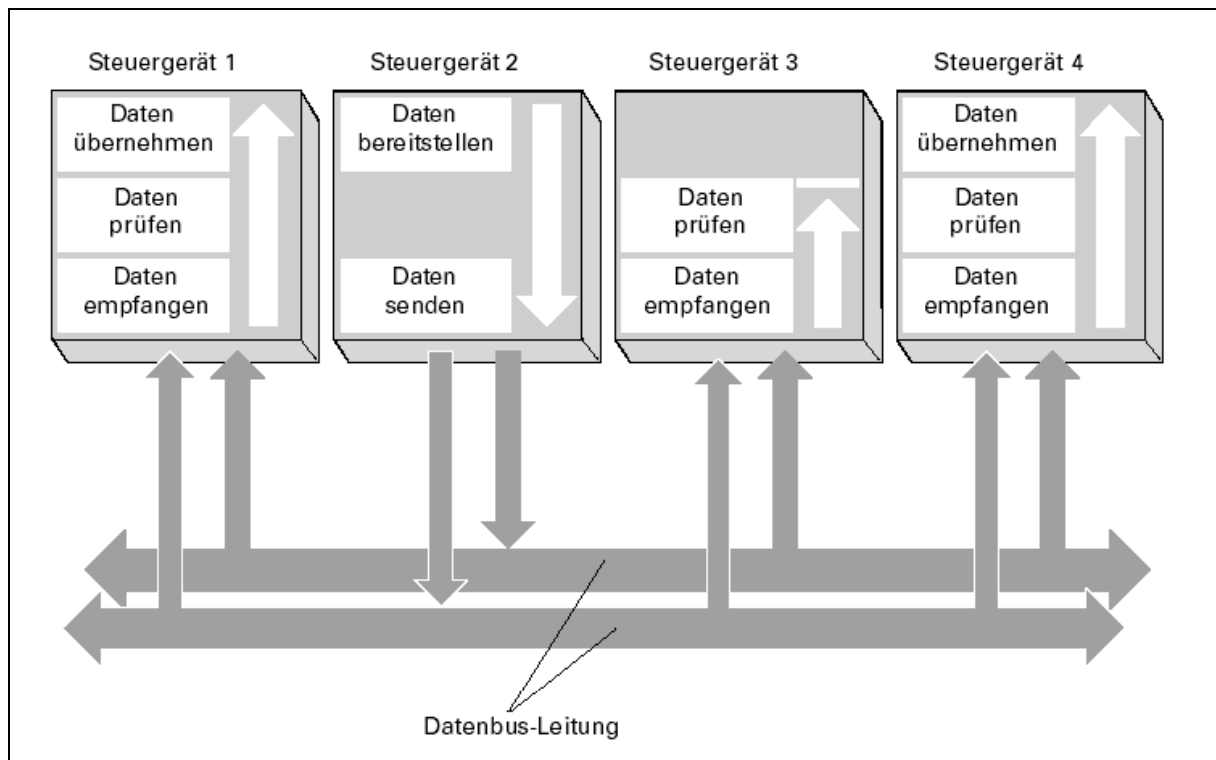 Steuergerät 1
Steuergerät 2
Steuergerät 3
Steuergerät 4
Daten
übernehmen
Daten
prüfen
Daten
empfangen
Daten
bereitstellen
Daten
senden
Daten
prüfen
Daten
empfangen
Daten
übernehmen
Daten
prüfen
Daten
empfangen
Datenbus-Leitung